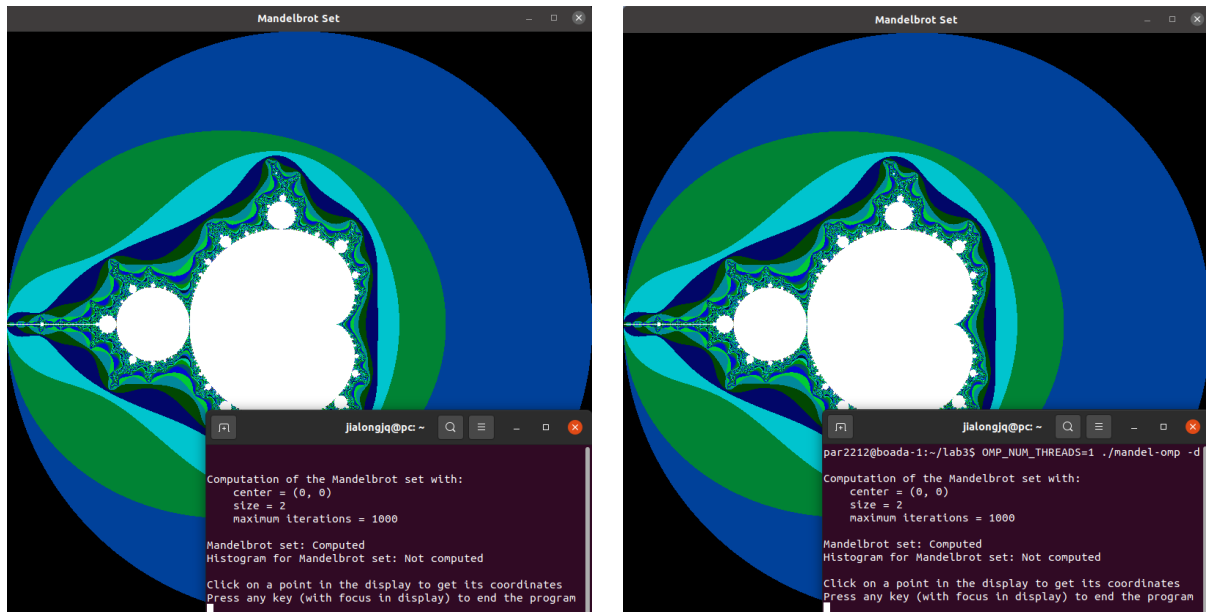 Mandelbrot Set
jialongjq@pc: ~
Computation of the Mandelbrot set with:
center = (0, 0)
size = 2
maximum iterations = 1000
Mandelbrot set: Computed
Histogram for Mandelbrot set: Not computed
Click on a point in the display to get its coordinates
Press any key (with focus in display) to end the program
Mandelbrot Set
jialongjq@pc: ~
par2212@boada-1:~/lab3$ OMP_NUM_THREADS=1 ./mandel-omp -d
Computation of the Mandelbrot set with:
center = (0, 0)
size = 2
maximum iterations = 1000
Mandelbrot set: Computed
Histogram for Mandelbrot set: Not computed
Click on a point in the display to get its coordinates
Press any key (with focus in display) to end the program